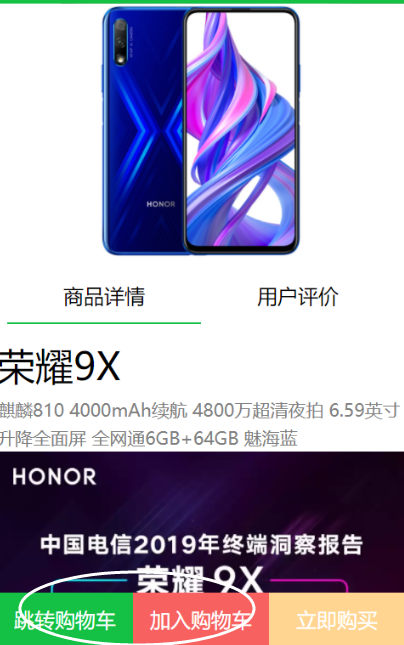 HONOR
商品详情 用户评价
荣耀9X
麒麟810 4000mAh续航 4800万超清夜拍 6.59英寸
升降全面屏 全网通6GB+64GB 魅海蓝
HONOR
中国电信2019年终端洞察报告
荣耀 9X
跳转购物车 加入购物车 立即购买